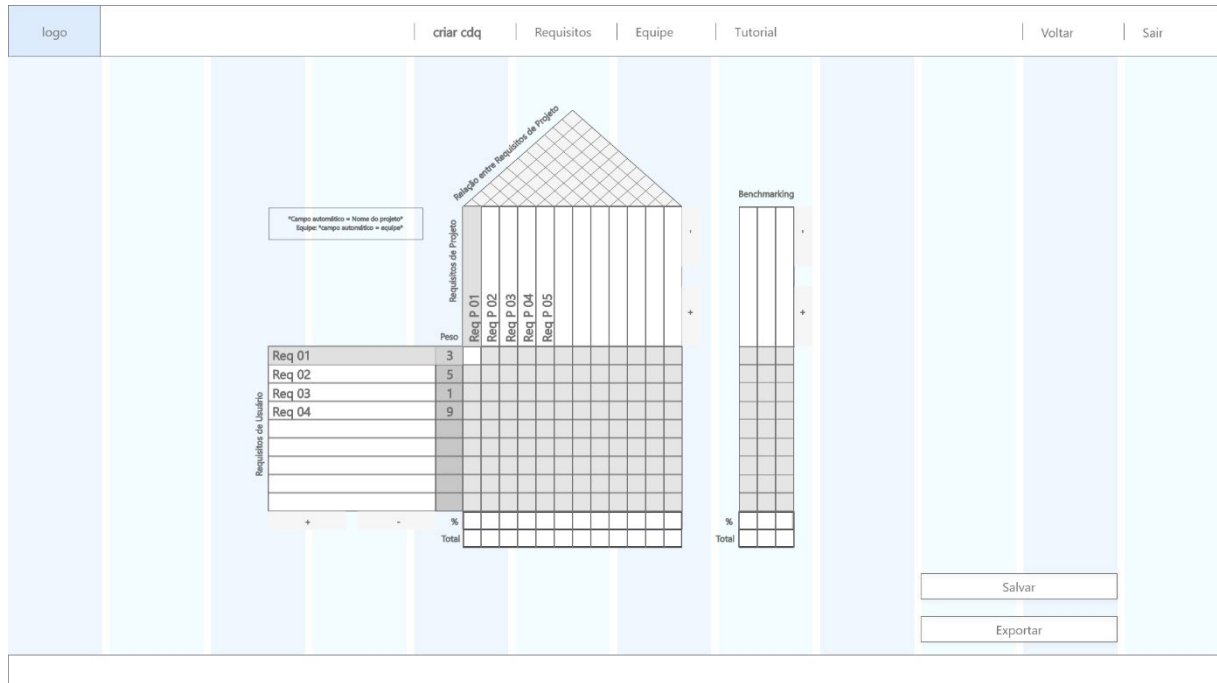 logo
criar cdq
Requisitos
Equipe
Tutorial
Voltar
Sair
Relação entre Requisitos de Projeto
Benchmarking
*Campo automático = Nome do projeto*
Equipe: *campo automático = equipe*
Requisitos de Projeto
-
-
+
+
Req P 01
Req P 02
Req P 03
Req P 04
Req P 05
Peso
Req 01 3
Req 02 5
Req 03 1
Req 04 9
Requisitos de Usuário
+ - % %
Total Total
Salvar
Exportar